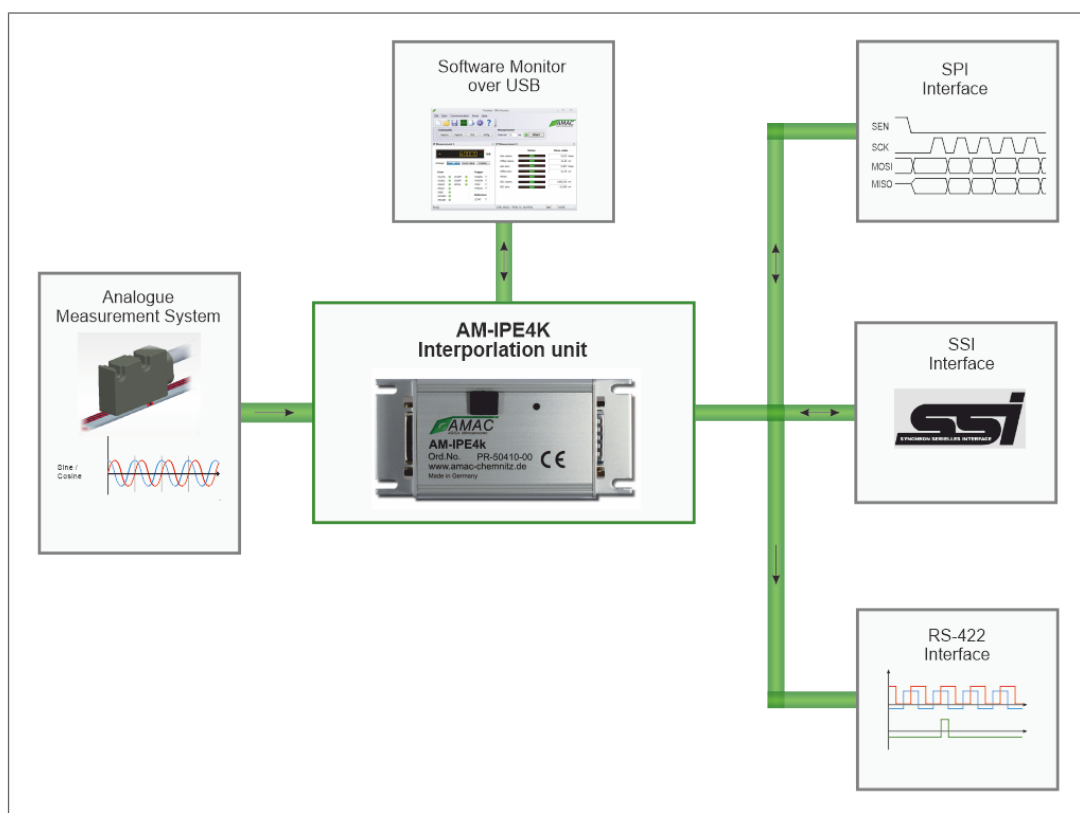 Software Monitor
over USB
AMAC
SPI
Interface
SEN
SCK
MOSI
MISO
Analogue
Measurement System
Sine /
Cosine
AM-IPE4K
Interporlation unit
AMAC
AM-IPE4k
Ord.No. PR-50410-00
www.amac-chemnitz.de
Made in Germany
CE
SSI
Interface
SSI
SYNCHRON SERIELLES INTERFACE
RS-422
Interface